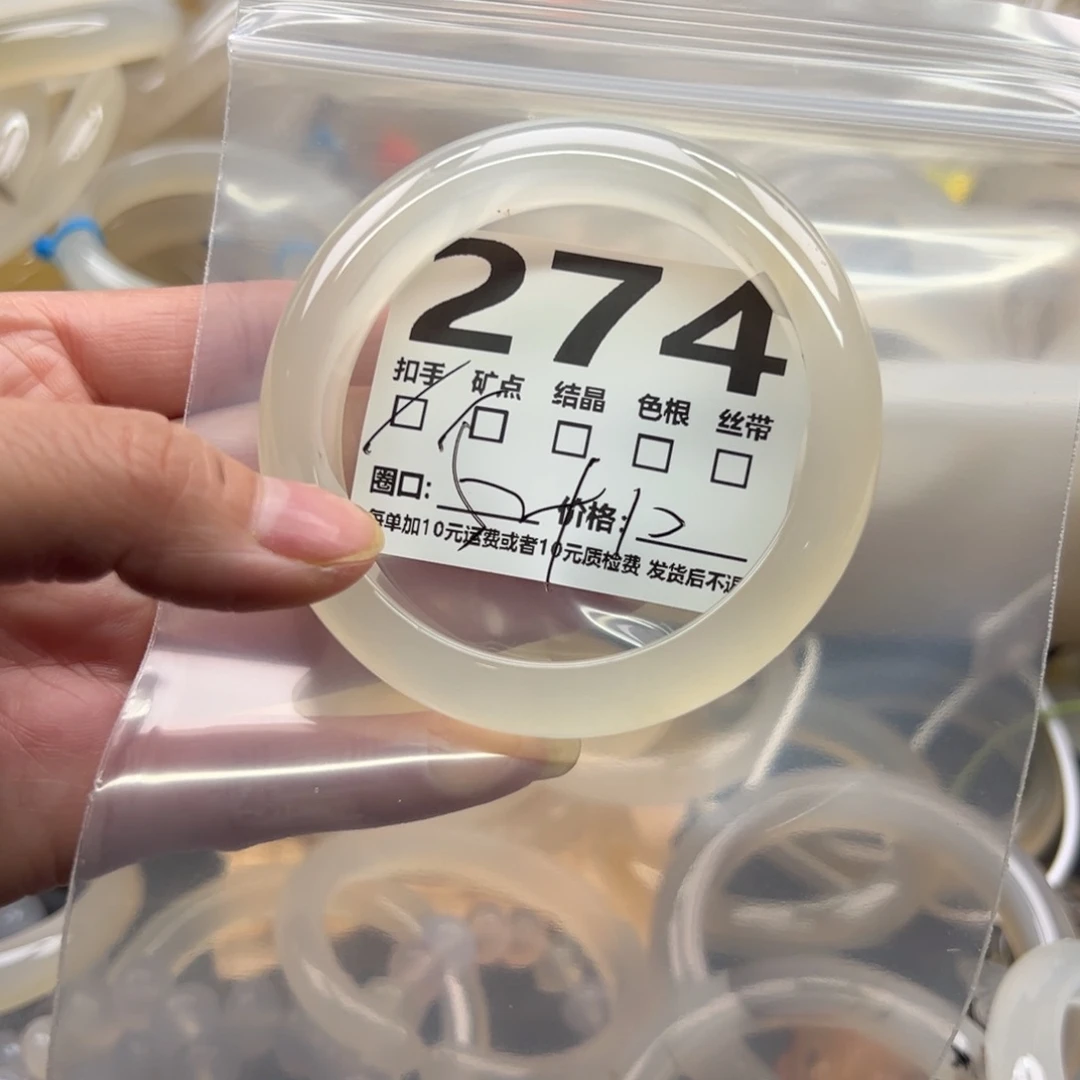 274
扣手 矿点 结晶 色根 丝带
圈口: 价格:
每单加10元运费或者10元质检费 发货后不退